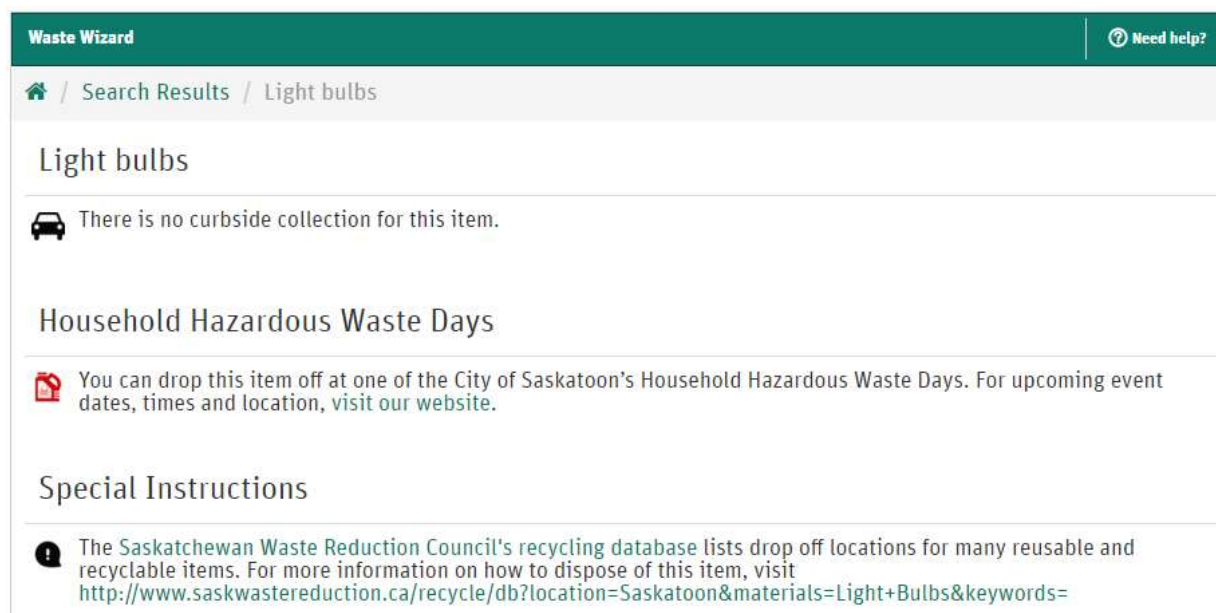 Waste Wizard
Need help?
/ Search Results / Light bulbs
Light bulbs
There is no curbside collection for this item.
Household Hazardous Waste Days
You can drop this item off at one of the City of Saskatoon's Household Hazardous Waste Days. For upcoming event
dates, times and location, visit our website.
Special Instructions
The Saskatchewan Waste Reduction Council's recycling database lists drop off locations for many reusable and
recyclable items. For more information on how to dispose of this item, visit
http://www.saskwastereduction.ca/recycle/db?location=Saskatoon&materials=Light+Bulbs&keywords=